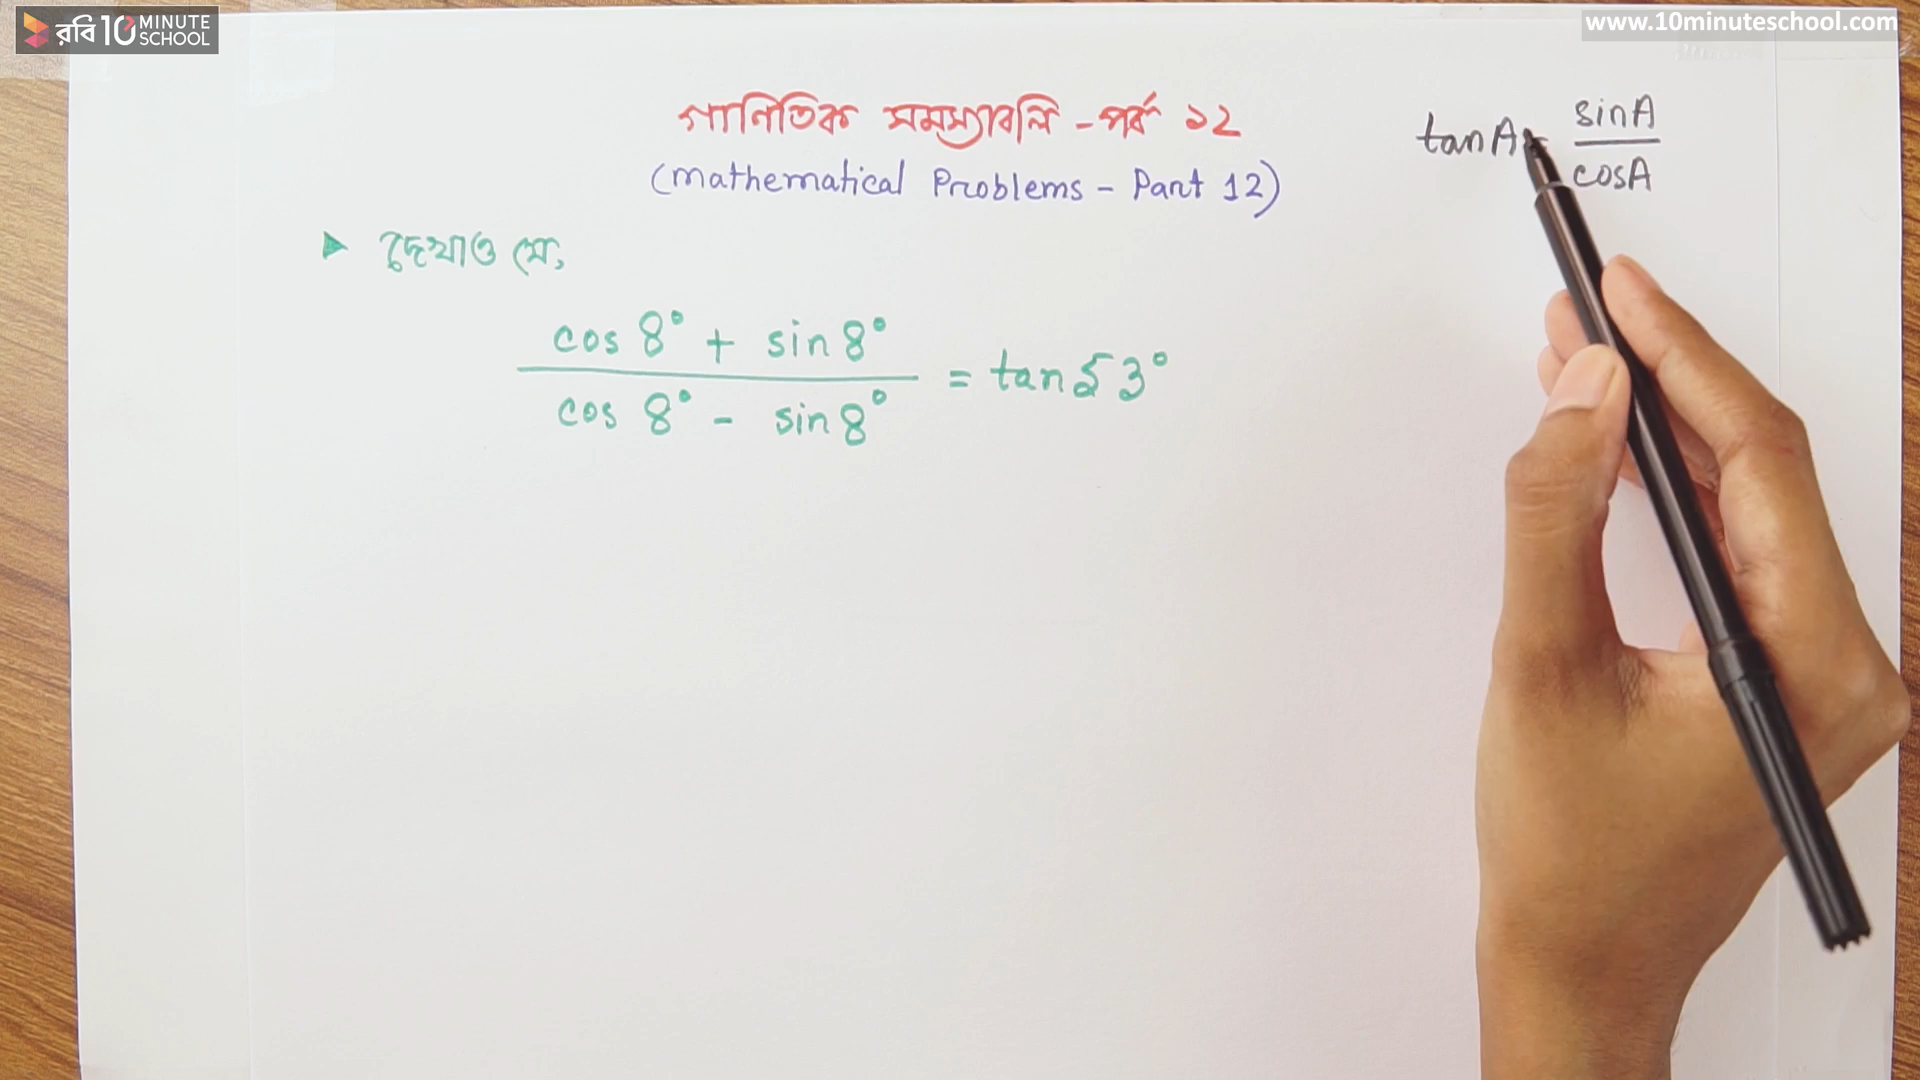 রবি 10 MINUTE SCHOOL
www.10minuteschool.com
গাণিতিক সমস্যাবলি - পর্ব ১২
(Mathematical Problems - Part 12)
tanA = sinA / cosA
▶ দেখাও যে,
cos 8° + sin 8°
cos 8° - sin 8°
= tan 53°